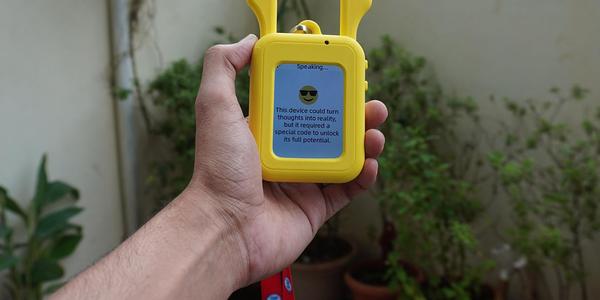 Speaking...
This device could turn
thoughts into reality,
but it required a
special code to unlock
its full potential.